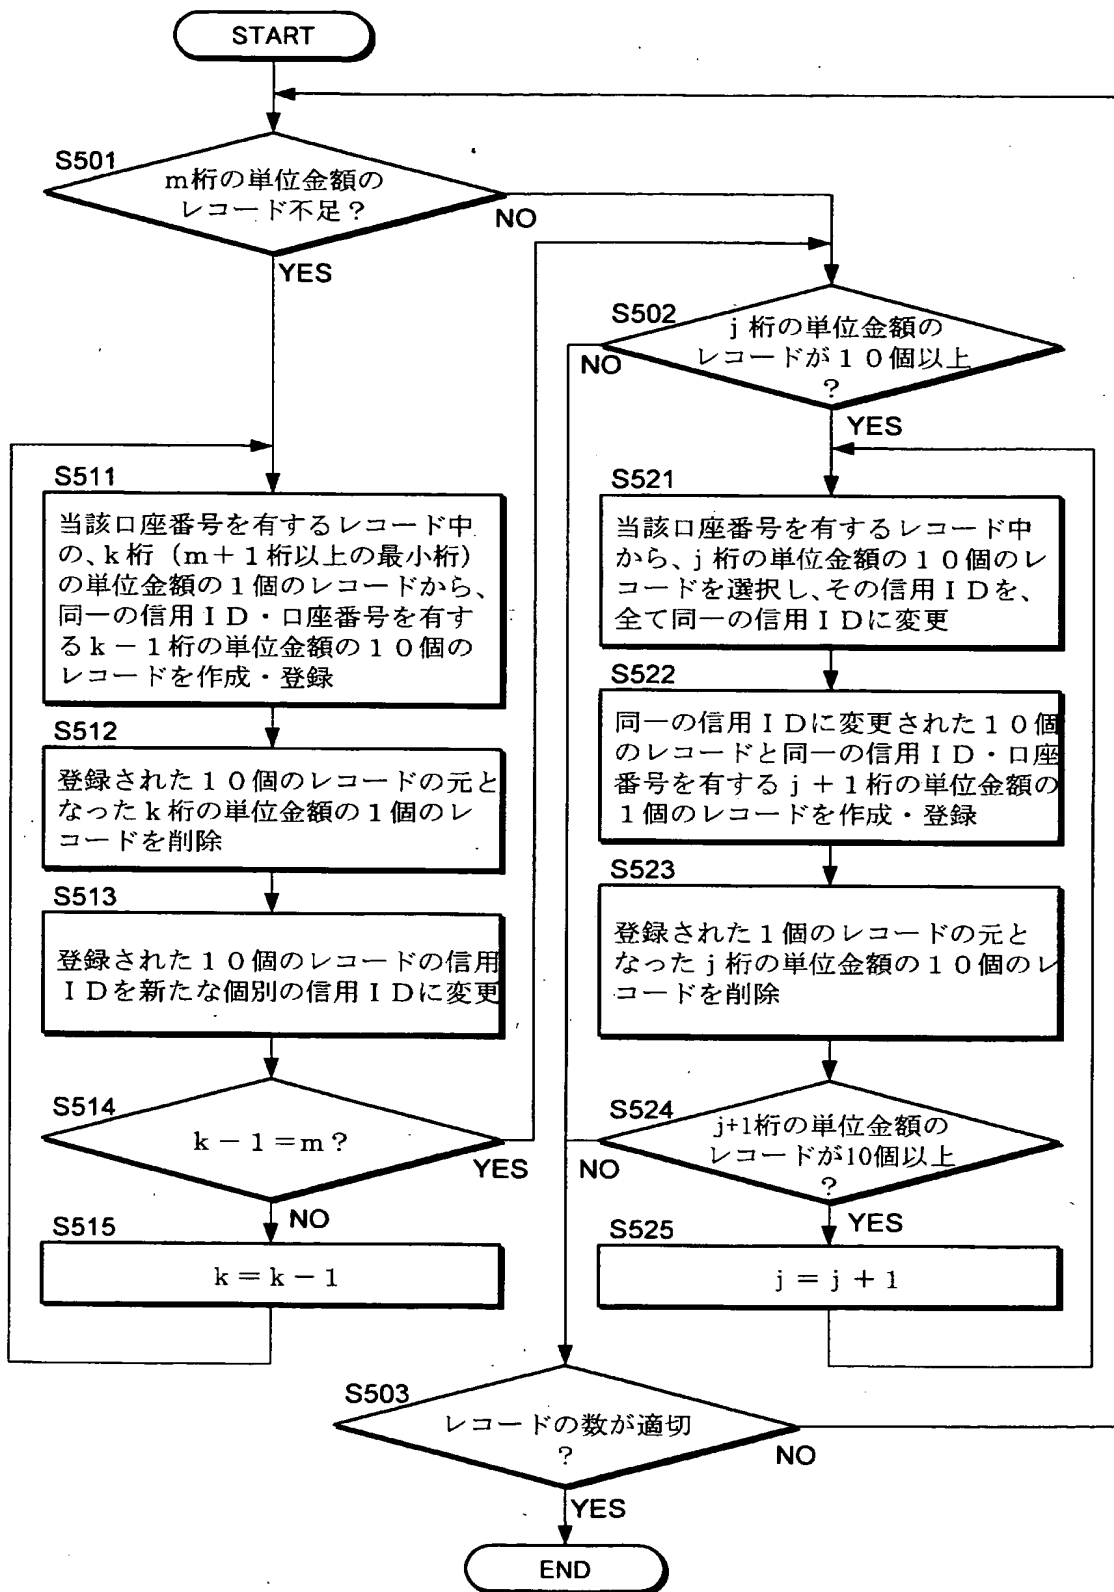 START
S501
m桁の単位金額の
レコード不足？
NO
YES
S502
j桁の単位金額の
レコードが１０個以上
？
NO
YES
S511
当該口座番号を有するレコード中
の、k桁（m＋１桁以上の最小桁）
の単位金額の１個のレコードから、
同一の信用ＩＤ・口座番号を有す
るk－１桁の単位金額の１０個の
レコードを作成・登録
S512
登録された１０個のレコードの元と
なったk桁の単位金額の１個のレ
コードを削除
S513
登録された１０個のレコードの信用
ＩＤを新たな個別の信用ＩＤに変更
S514
k－１＝m？
YES
NO
S515
k＝k－１
S521
当該口座番号を有するレコード中
から、j桁の単位金額の１０個のレ
コードを選択し、その信用ＩＤを、
全て同一の信用ＩＤに変更
S522
同一の信用ＩＤに変更された１０個
のレコードと同一の信用ＩＤ・口座
番号を有するj＋１桁の単位金額の
１個のレコードを作成・登録
S523
登録された１個のレコードの元と
なったj桁の単位金額の１０個のレ
コードを削除
S524
j+1桁の単位金額の
レコードが10個以上
？
NO
YES
S525
j＝j＋１
S503
レコードの数が適切
？
NO
YES
END